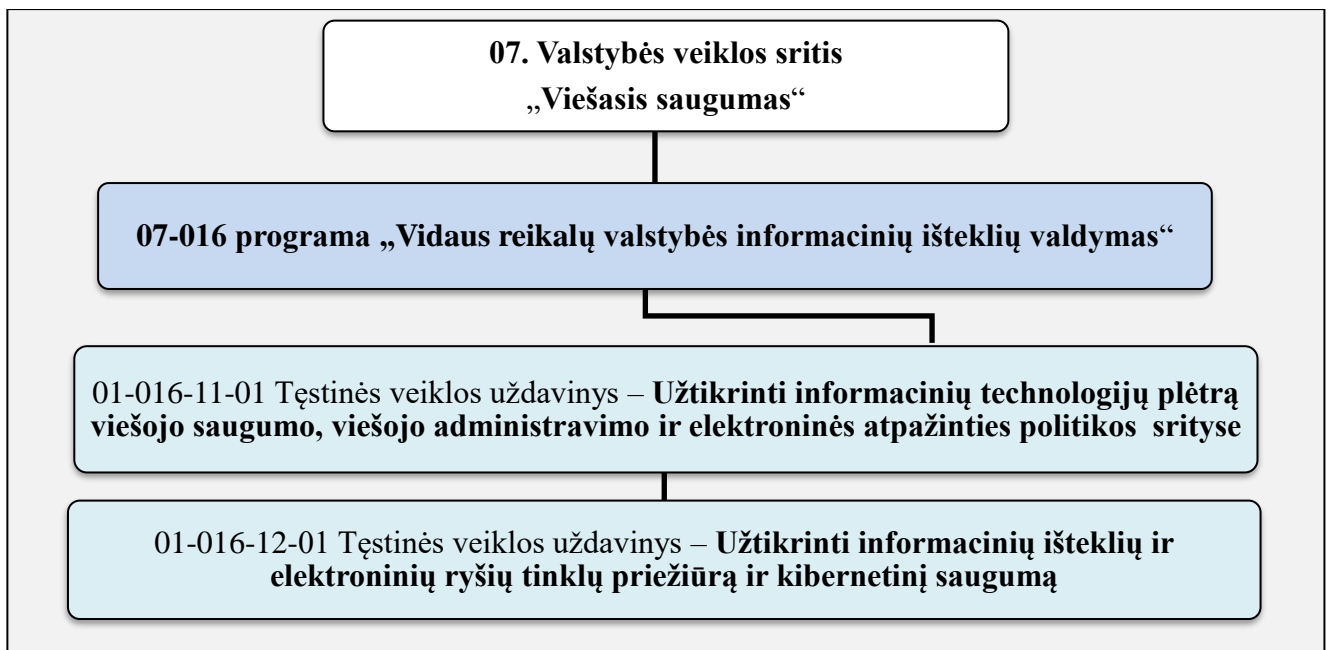 07. Valstybės veiklos sritis
„Viešasis saugumas“
07-016 programa „Vidaus reikalų valstybės informacinių išteklių valdymas“
01-016-11-01 Tęstinės veiklos uždavinys – Užtikrinti informacinių technologijų plėtrą
viešojo saugumo, viešojo administravimo ir elektroninės atpažinties politikos srityse
01-016-12-01 Tęstinės veiklos uždavinys – Užtikrinti informacinių išteklių ir
elektroninių ryšių tinklų priežiūrą ir kibernetinį saugumą